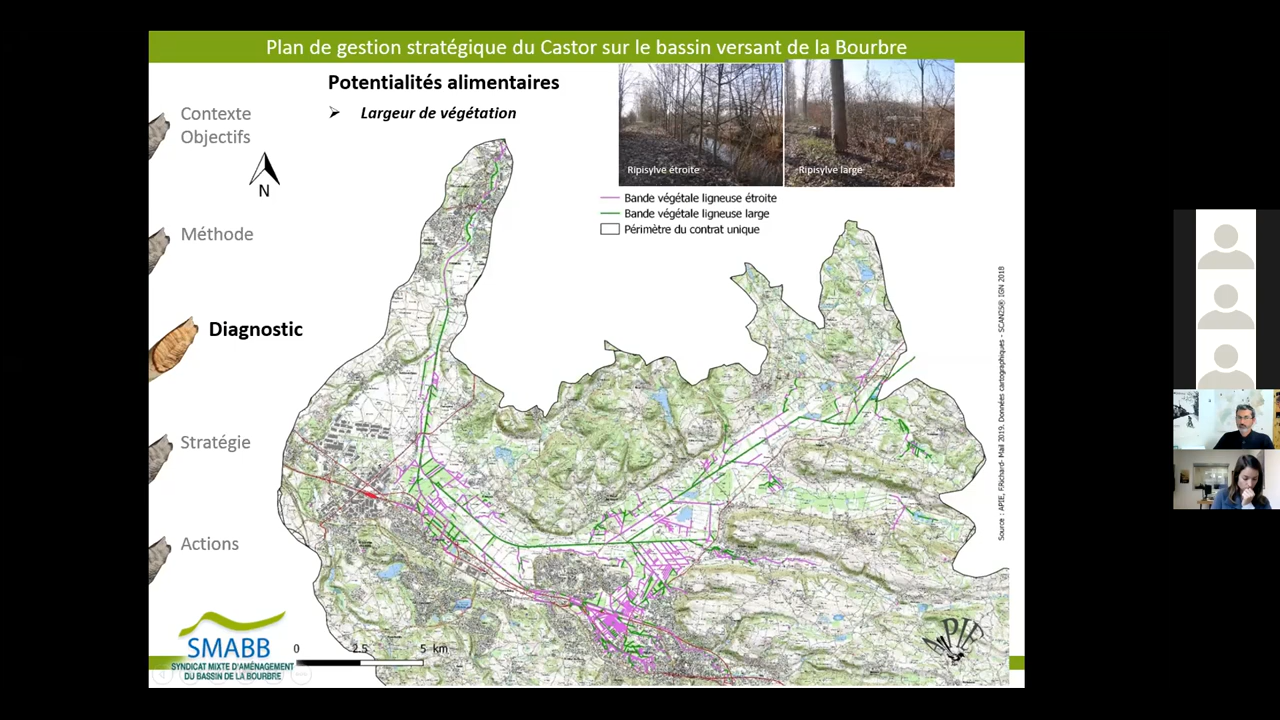 Plan de gestion stratégique du Castor sur le bassin versant de la Bourbre
Potentialités alimentaires
Largeur de végétation
Contexte
Objectifs
N
Méthode
Diagnostic
Stratégie
Actions
Ripisylve étroite
Ripisylve large
Bande végétale ligneuse étroite
Bande végétale ligneuse large
Périmètre du contrat unique
Source : APIE, F.Richard- Mail 2019. Données cartographiques - SCAN25® IGN 2018
SMABB
SYNDICAT MIXTE D'AMÉNAGEMENT
DU BASSIN DE LA BOURBRE
0 2.5 5 km
APIE